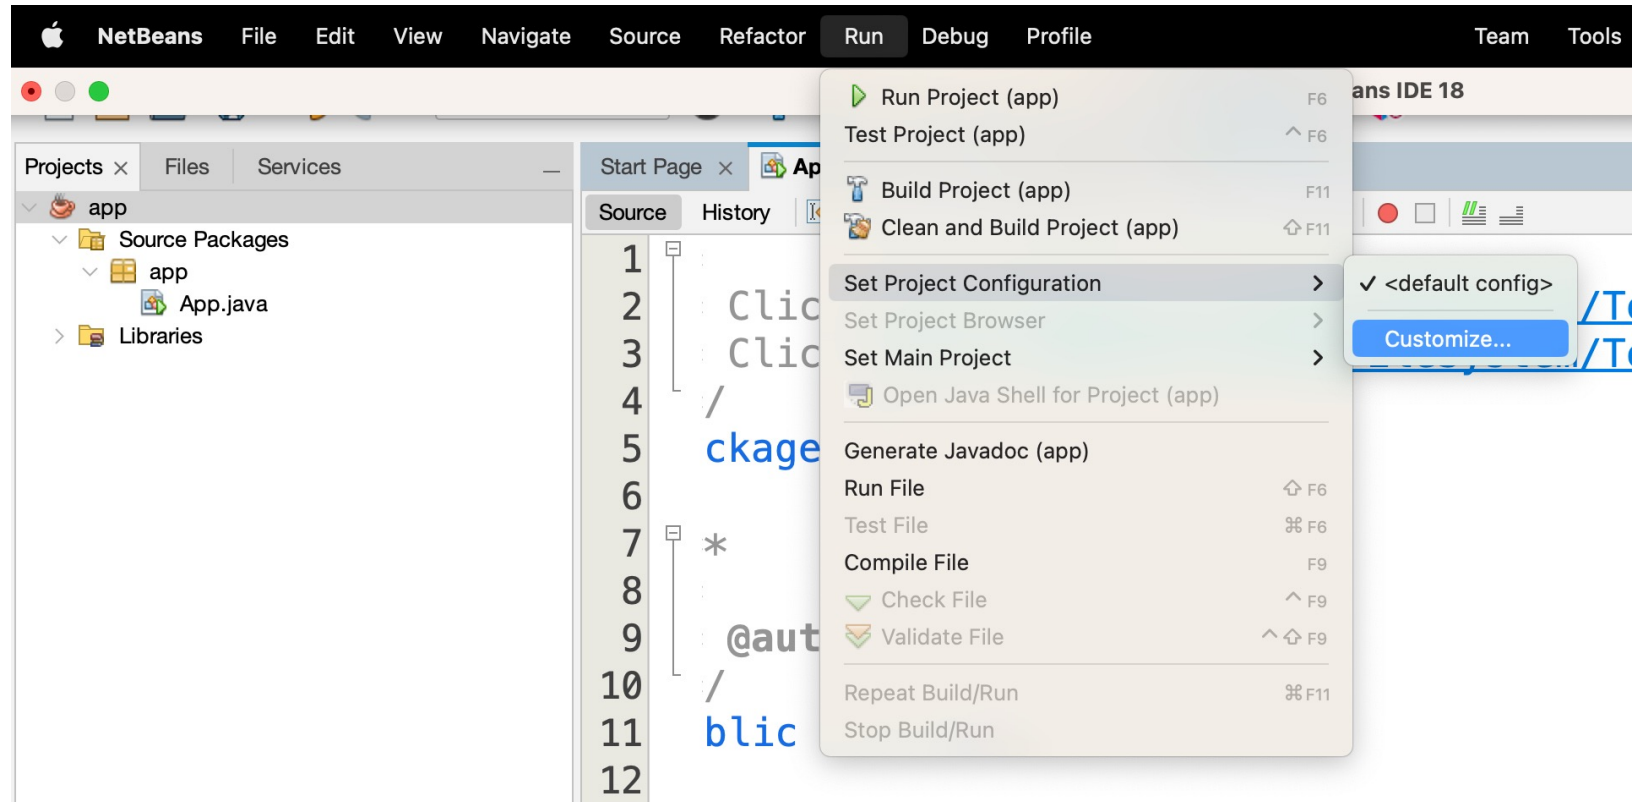 NetBeans File Edit View Navigate Source Refactor Run Debug Profile Team Tools
ans IDE 18
Projects × Files Services
app
Source Packages
app
App.java
Libraries
Start Page × Ap
Source History
1
2 Clic /T
3 Clic /T
4 /
5 ckage
6
7 *
8
9 @aut
10 /
11 blic
12
Run Project (app) F6
Test Project (app) ^ F6
Build Project (app) F11
Clean and Build Project (app) ⇧ F11
Set Project Configuration >
Set Project Browser >
Set Main Project >
Open Java Shell for Project (app)
Generate Javadoc (app)
Run File ⇧ F6
Test File ⌘ F6
Compile File F9
Check File ^ F9
Validate File ^ ⇧ F9
Repeat Build/Run ⌘ F11
Stop Build/Run
✓ <default config>
Customize...